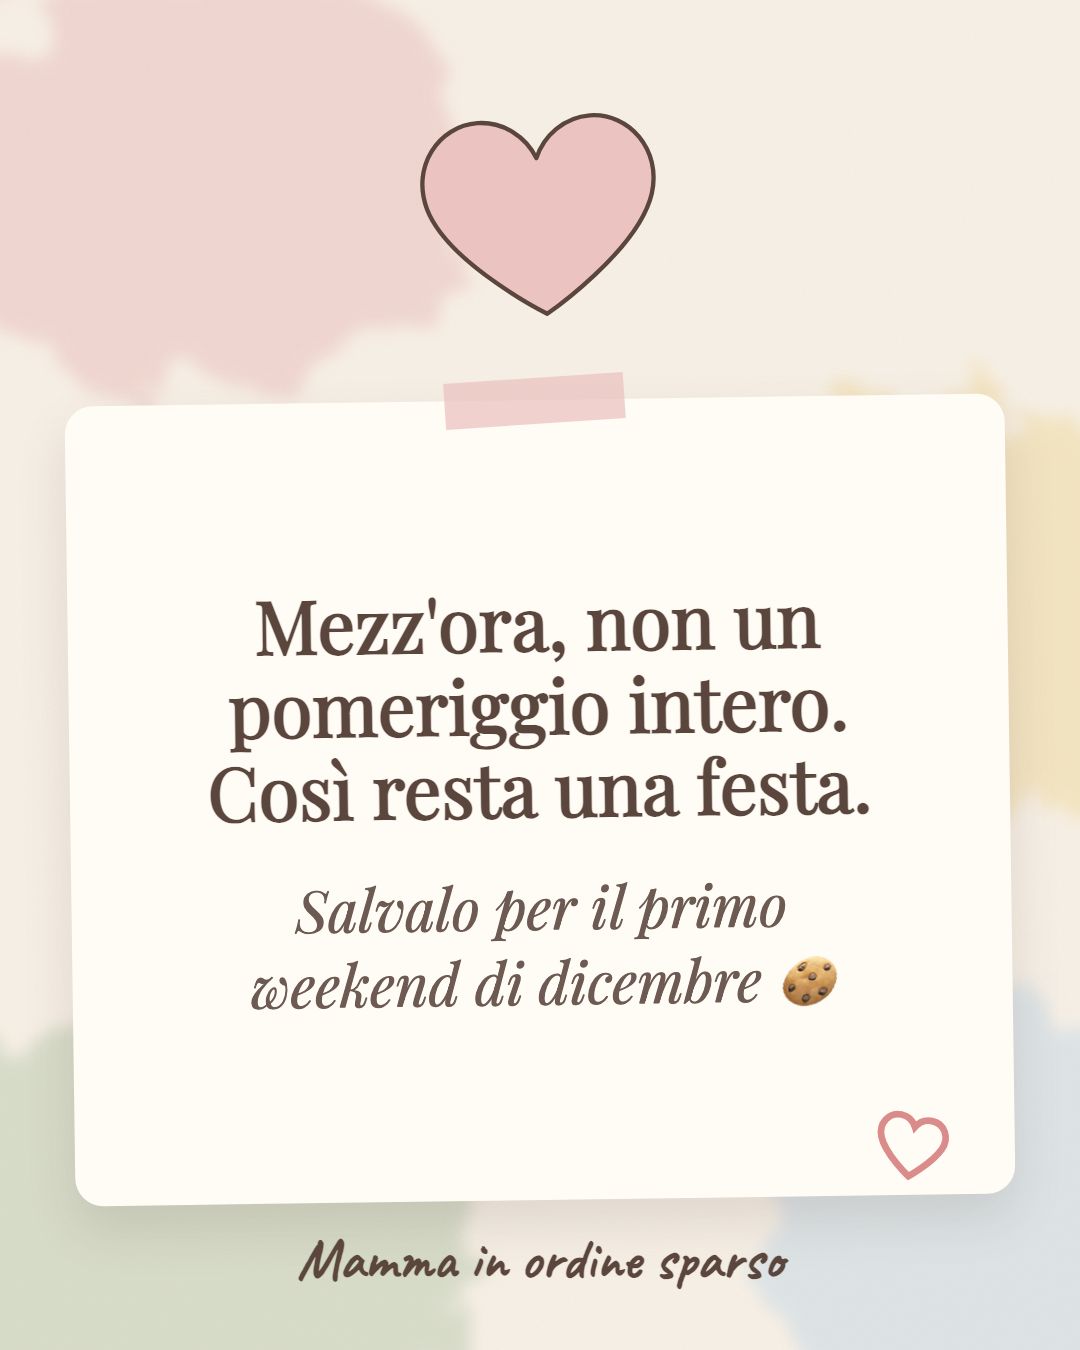 Mezz'ora, non un
pomeriggio intero.
Così resta una festa.
Salvalo per il primo
weekend di dicembre 🍪
Mamma in ordine sparso